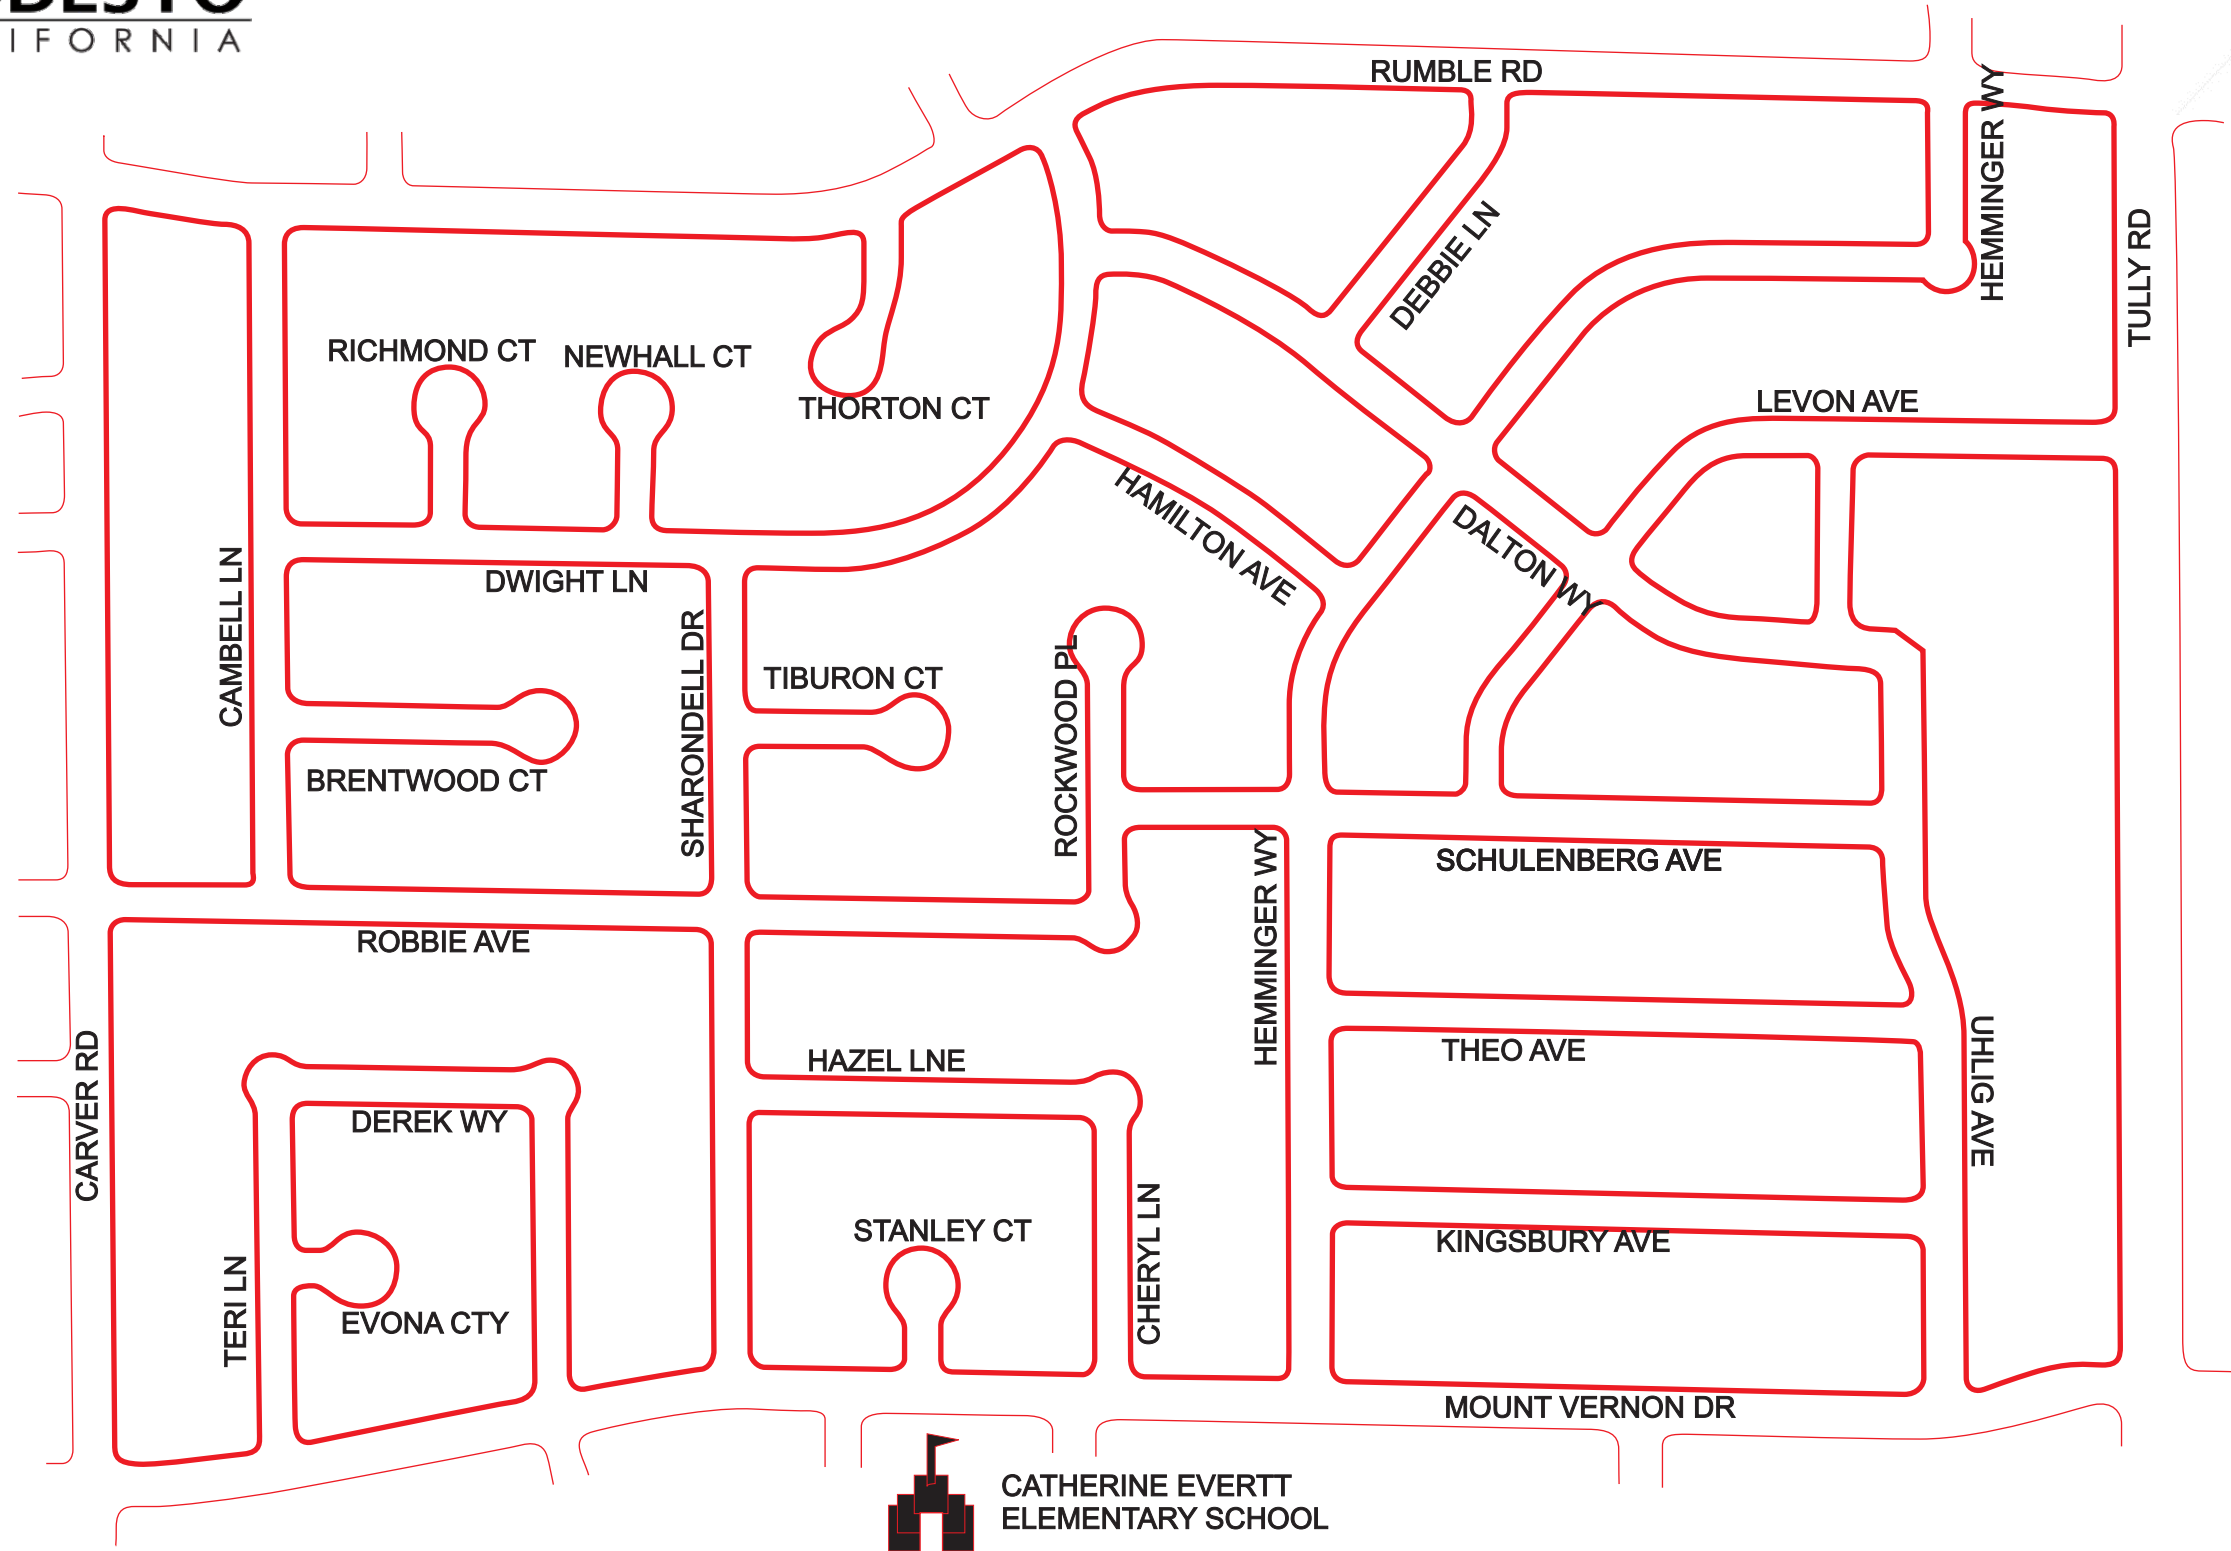 CALIFORNIA
RUMBLE RD
HEMMINGER WY
TULLY RD
DEBBIE LN
RICHMOND CT
NEWHALL CT
THORTON CT
LEVON AVE
HAMILTON AVE
DALTON WY
CAMBELL LN
DWIGHT LN
SHARONDELL DR
TIBURON CT
ROCKWOOD PL
BRENTWOOD CT
HEMMINGER WY
SCHULENBERG AVE
ROBBIE AVE
CARVER RD
HAZEL LNE
THEO AVE
UHLIG AVE
DEREK WY
TERI LN
EVONA CTY
STANLEY CT
CHERYL LN
KINGSBURY AVE
MOUNT VERNON DR
CATHERINE EVERTT
ELEMENTARY SCHOOL